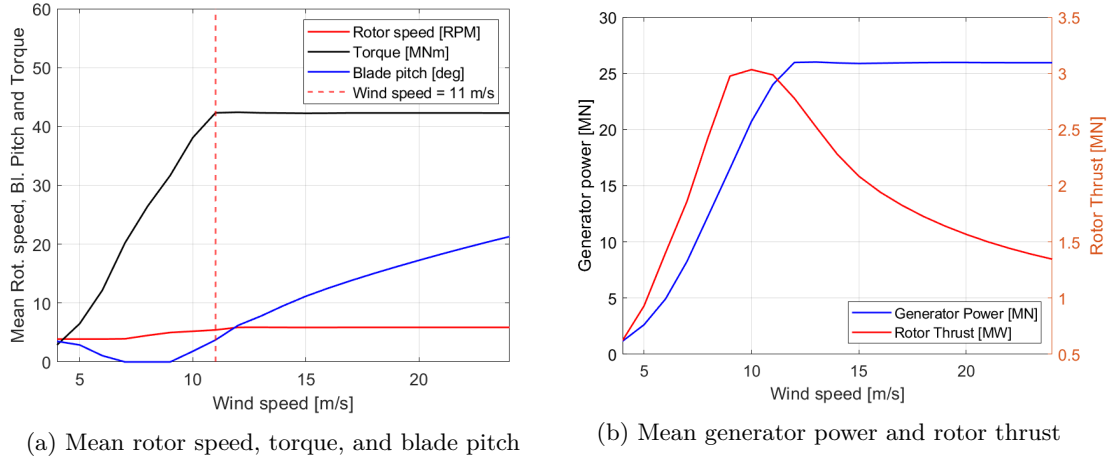 60
50
40
30
20
10
0
5
10
15
20
Mean Rot. speed, Bl. Pitch and Torque
Wind speed [m/s]
Rotor speed [RPM]
Torque [MNm]
Blade pitch [deg]
Wind speed = 11 m/s
(a) Mean rotor speed, torque, and blade pitch
30
25
20
15
10
5
0
5
10
15
20
3.5
3
2.5
2
1.5
1
0.5
Generator power [MN]
Rotor Thrust [MN]
Wind speed [m/s]
Generator Power [MN]
Rotor Thrust [MW]
(b) Mean generator power and rotor thrust